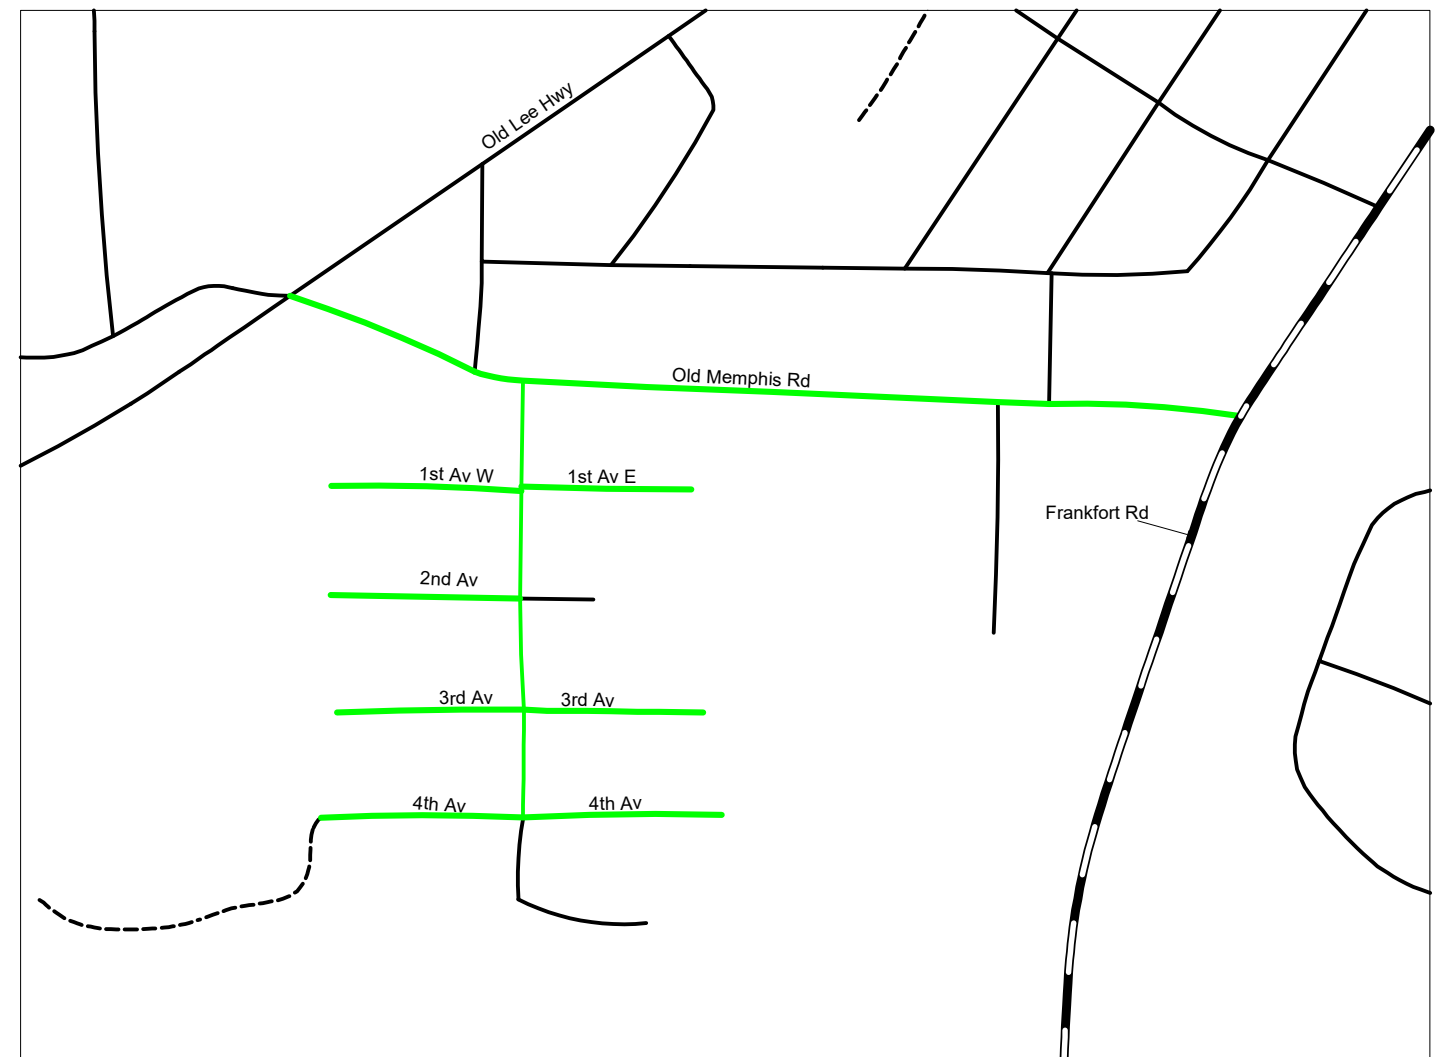 Old Lee Hwy
Old Memphis Rd
1st Av W
1st Av E
Frankfort Rd
2nd Av
3rd Av
3rd Av
4th Av
4th Av